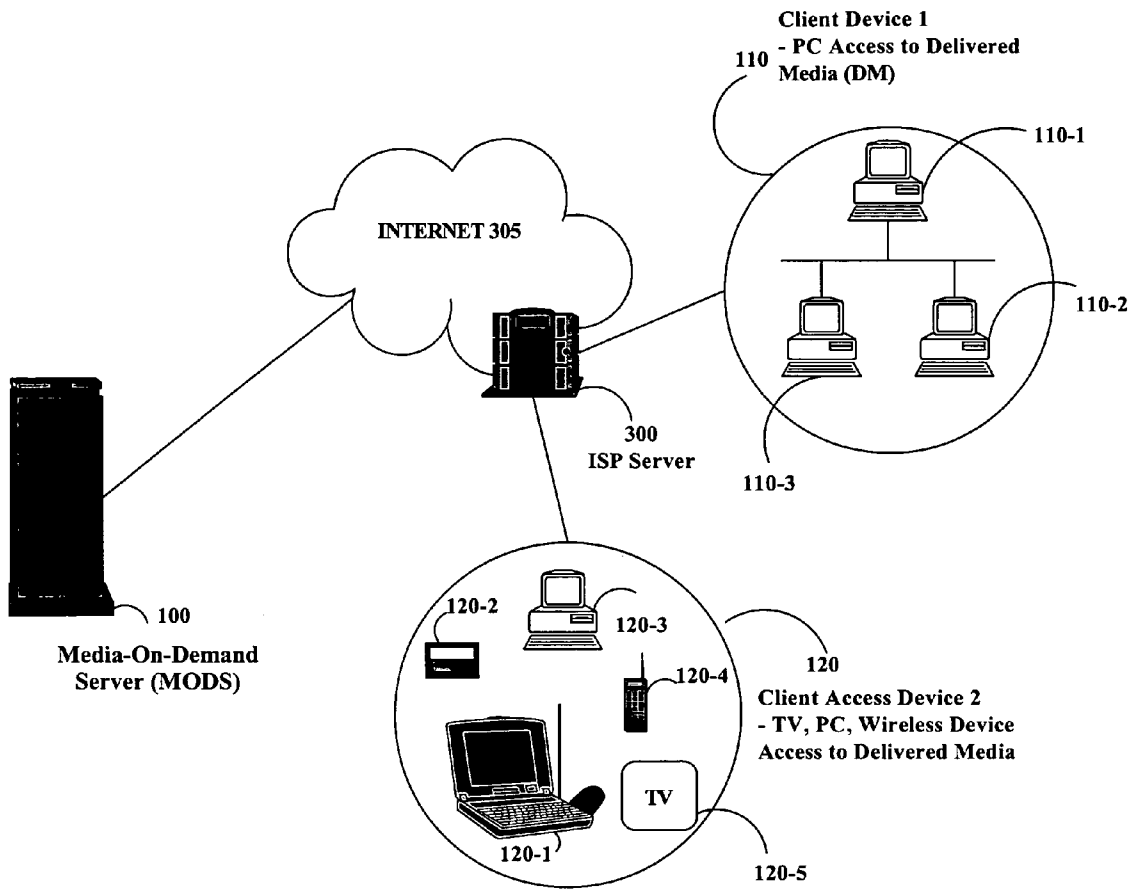 Client Device 1
- PC Access to Delivered
Media (DM)
110
110-1
INTERNET 305
110-2
300
ISP Server
110-3
100
Media-On-Demand
Server (MODS)
120-2
120-3
120-4
120
Client Access Device 2
- TV, PC, Wireless Device
Access to Delivered Media
TV
120-1
120-5